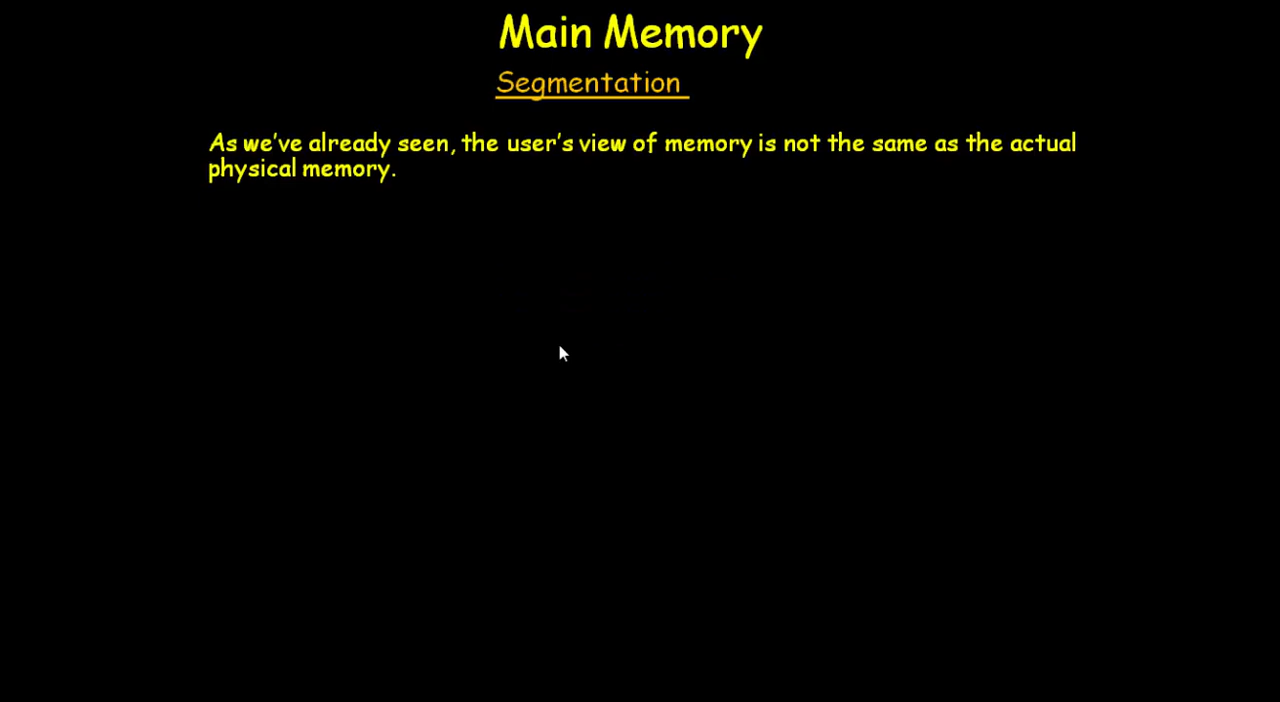 Main Memory
Segmentation
As we've already seen, the user's view of memory is not the same as the actual
physical memory.